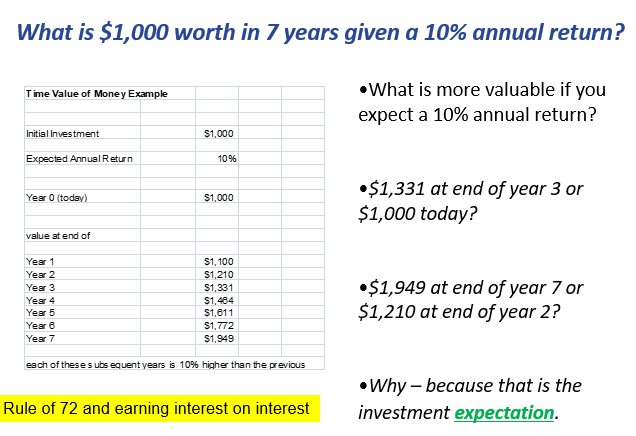 What is $1,000 worth in 7 years given a 10% annual return?
Time Value of Money Example
Initial Investment $1,000
Expected Annual Return 10%
Year 0 (today) $1,000
value at end of
Year 1 $1,100
Year 2 $1,210
Year 3 $1,331
Year 4 $1,464
Year 5 $1,611
Year 6 $1,772
Year 7 $1,949
each of these subsequent years is 10% higher than the previous
Rule of 72 and earning interest on interest
•What is more valuable if you
expect a 10% annual return?
•$1,331 at end of year 3 or
$1,000 today?
•$1,949 at end of year 7 or
$1,210 at end of year 2?
•Why – because that is the
investment expectation.